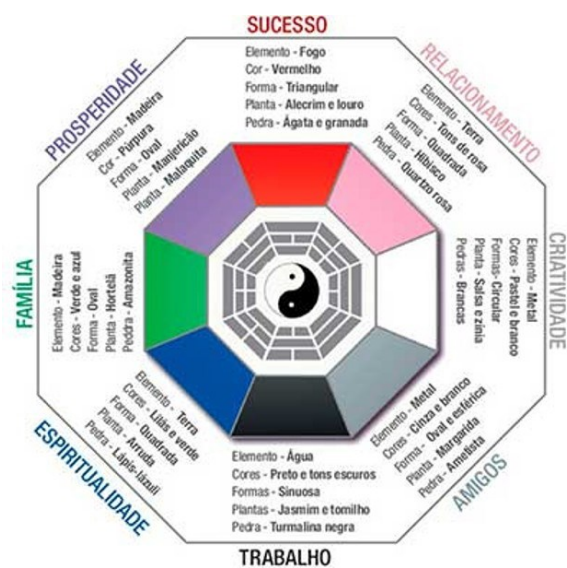 SUCESSO
Elemento - Fogo
Cor - Vermelho
Forma - Triangular
Planta - Alecrim e louro
Pedra - Ágata e granada
RELACIONAMENTO
Elemento - Terra
Cores - Tons de rosa
Forma - Quadrada
Planta - Hibisco
Pedra - Quartzo rosa
CRIATIVIDADE
Elemento - Metal
Cores - Pastel e branco
Formas- Circular
Planta - Salsa e zínia
Pedras - Brancas
AMIGOS
Elemento - Metal
Cores - Cinza e branco
Forma - Oval e esférica
Planta - Margarida
Pedra - Ametista
TRABALHO
Elemento - Água
Cores - Preto e tons escuros
Formas - Sinuosa
Plantas - Jasmim e tomilho
Pedra - Turmalina negra
ESPIRITUALIDADE
Elemento - Terra
Cores - Lilás e verde
Forma - Quadrada
Planta - Arruda
Pedra - Lápis-lázuli
FAMÍLIA
Elemento - Madeira
Cores - Verde e azul
Forma - Oval
Planta - Hortelã
Pedra - Amazonita
PROSPERIDADE
Elemento - Madeira
Cor - Púrpura
Forma - Oval
Planta - Manjericão
Planta - Malaquita